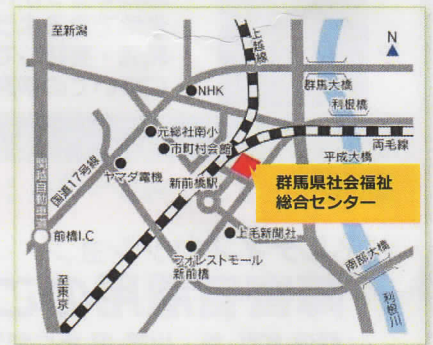 至新潟
上越線
N
NHK
群馬大橋
利根橋
元総社南小
市町村会館
両毛線
国道17号線
関越自動車道
ヤマダ電機
新前橋駅
平成大橋
群馬県社会福祉
総合センター
前橋I.C
上毛新聞社
フォレストモール
新前橋
南部大橋
至東京
利根川